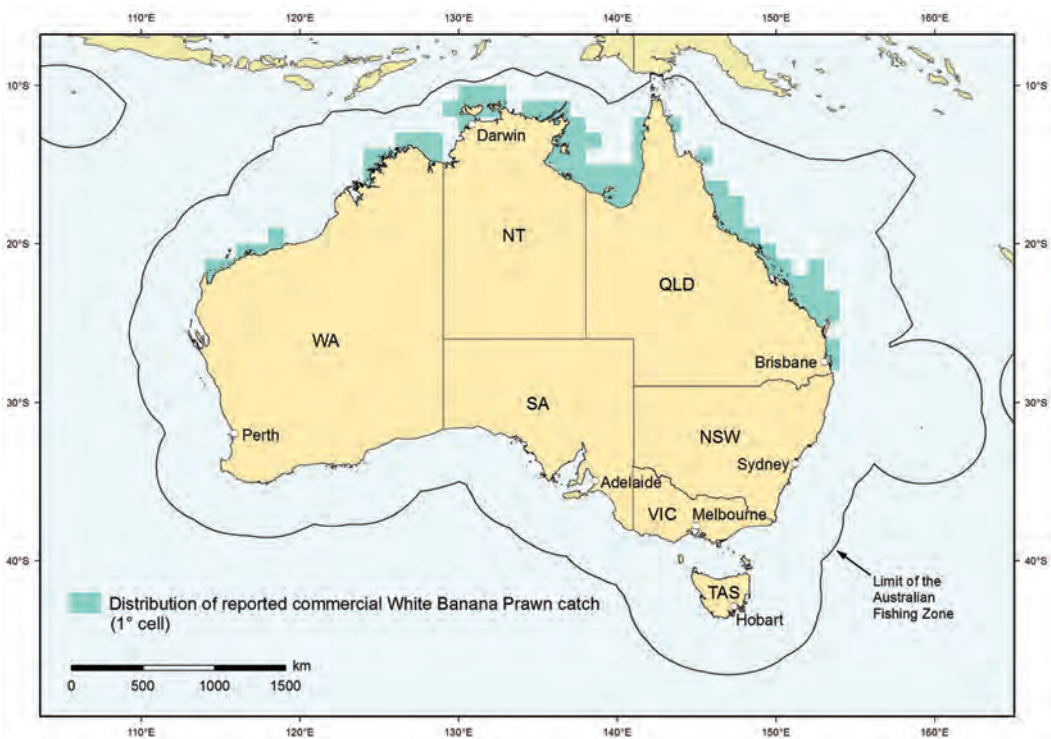 110°E 120°E 130°E 140°E 150°E 160°E
10°S 10°S
Darwin
20°S 20°S
NT
QLD
WA
Brisbane
30°S 30°S
SA
NSW
Perth
Sydney
Adelaide
VIC Melbourne
40°S 40°S
TAS
Hobart
Limit of the
Australian
Fishing Zone
Distribution of reported commercial White Banana Prawn catch
(1° cell)
km
0 500 1000 1500
110°E 120°E 130°E 140°E 150°E 160°E